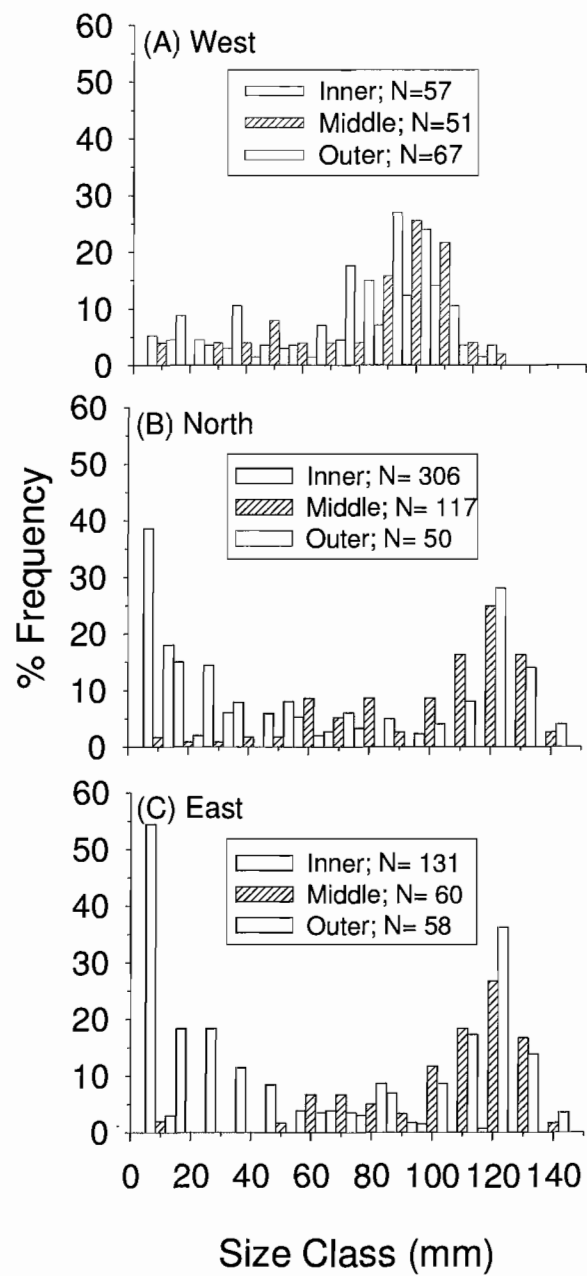 (A) West
Inner; N=57
Middle; N=51
Outer; N=67
60
50
40
30
20
10
0
(B) North
Inner; N= 306
Middle; N= 117
Outer; N= 50
60
50
40
30
20
10
0
% Frequency
(C) East
Inner; N= 131
Middle; N= 60
Outer; N= 58
60
50
40
30
20
10
0
0 20 40 60 80 100 120 140
Size Class (mm)